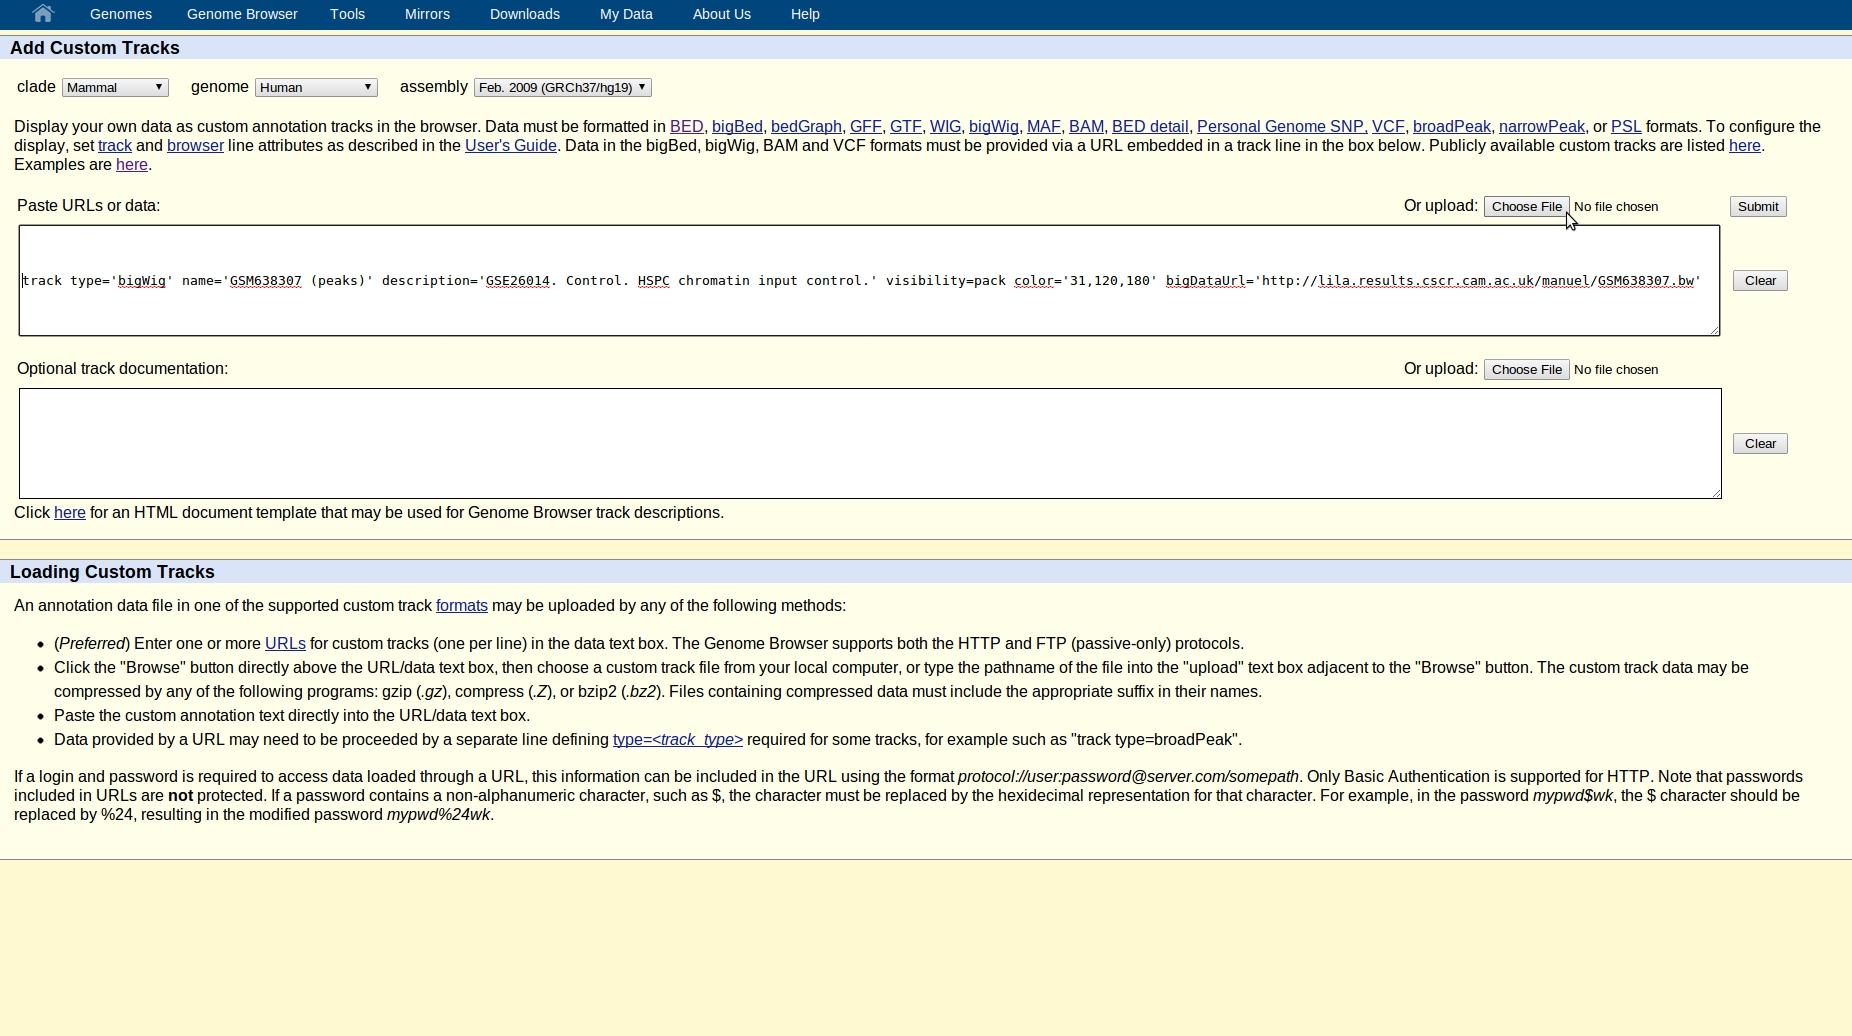 Genomes Genome Browser Tools Mirrors Downloads My Data About Us Help
Add Custom Tracks
clade Mammal genome Human assembly Feb. 2009 (GRCh37/hg19)
Display your own data as custom annotation tracks in the browser. Data must be formatted in BED, bigBed, bedGraph, GFF, GTF, WIG, bigWig, MAF, BAM, BED detail, Personal Genome SNP, VCF, broadPeak, narrowPeak, or PSL formats. To configure the
display, set track and browser line attributes as described in the User's Guide. Data in the bigBed, bigWig, BAM and VCF formats must be provided via a URL embedded in a track line in the box below. Publicly available custom tracks are listed here.
Examples are here.
Paste URLs or data: Or upload: Choose File No file chosen Submit
track type='bigWig' name='GSM638307 (peaks)' description='GSE26014. Control. HSPC chromatin input control.' visibility=pack color='31,120,180' bigDataUrl='http://lila.results.cscr.cam.ac.uk/manuel/GSM638307.bw'
Clear
Optional track documentation: Or upload: Choose File No file chosen
Clear
Click here for an HTML document template that may be used for Genome Browser track descriptions.
Loading Custom Tracks
An annotation data file in one of the supported custom track formats may be uploaded by any of the following methods:
(Preferred) Enter one or more URLs for custom tracks (one per line) in the data text box. The Genome Browser supports both the HTTP and FTP (passive-only) protocols.
Click the "Browse" button directly above the URL/data text box, then choose a custom track file from your local computer, or type the pathname of the file into the "upload" text box adjacent to the "Browse" button. The custom track data may be
compressed by any of the following programs: gzip (.gz), compress (.Z), or bzip2 (.bz2). Files containing compressed data must include the appropriate suffix in their names.
Paste the custom annotation text directly into the URL/data text box.
Data provided by a URL may need to be proceeded by a separate line defining type=<track_type> required for some tracks, for example such as "track type=broadPeak".
If a login and password is required to access data loaded through a URL, this information can be included in the URL using the format protocol://user:password@server.com/somepath. Only Basic Authentication is supported for HTTP. Note that passwords
included in URLs are not protected. If a password contains a non-alphanumeric character, such as $, the character must be replaced by the hexidecimal representation for that character. For example, in the password mypwd$wk, the $ character should be
replaced by %24, resulting in the modified password mypwd%24wk.